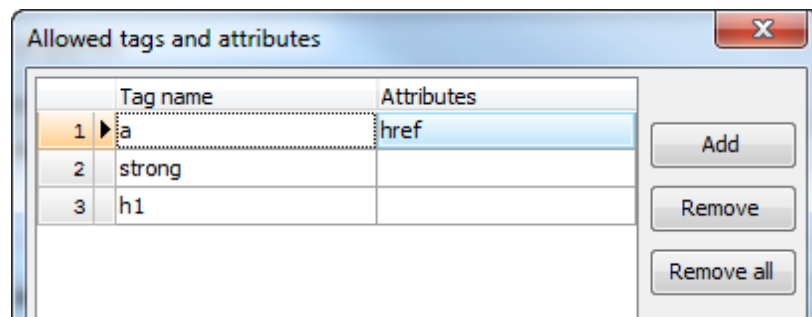 Allowed tags and attributes
x
Tag name Attributes
1 a href
2 strong
3 h1
Add
Remove
Remove all